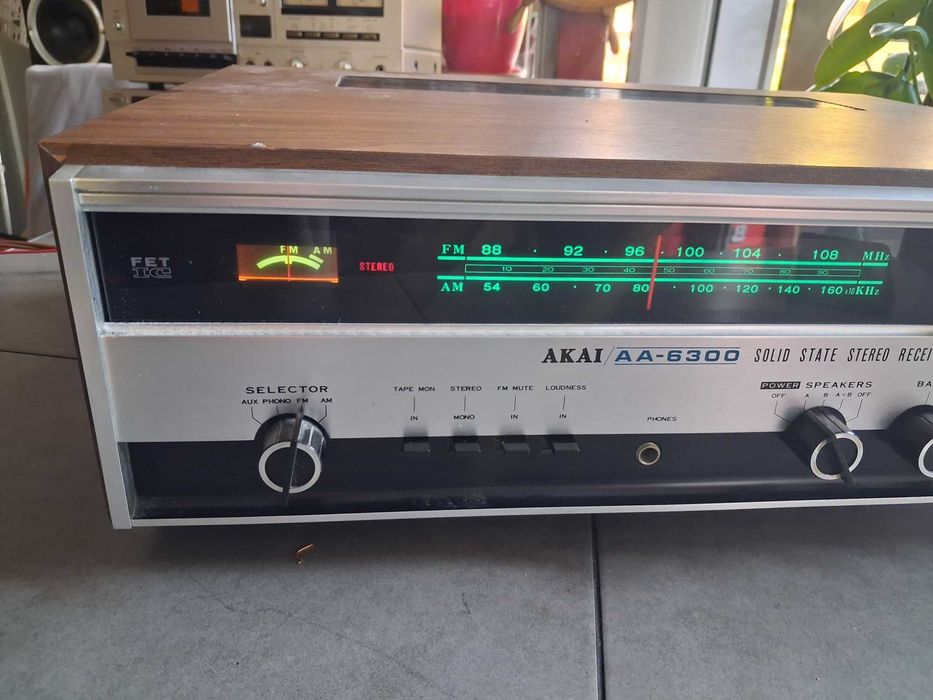 FM AM
FET
IC
STEREO
FM 88 · 92 · 96 · 100 · 104 · 108 MHz
10 20 30 40 50 60 70 80 90
AM 54 60 · 70 80 · 100 · 120 · 140 · 160 x10KHz
AKAI/AA-6300 SOLID STATE STEREO RECEI
SELECTOR
AUX PHONO FM AM
TAPE MON STEREO FM MUTE LOUDNESS
IN MONO IN IN
PHONES
POWER SPEAKERS
OFF A B A+B OFF
BA